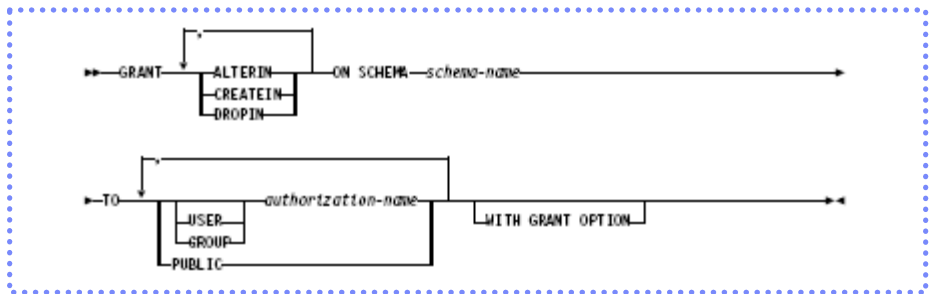 ,
GRANT ALTERIN ON SCHEMA schema-name
CREATEIN
DROPIN
,
TO authorization-name
USER WITH GRANT OPTION
GROUP
PUBLIC